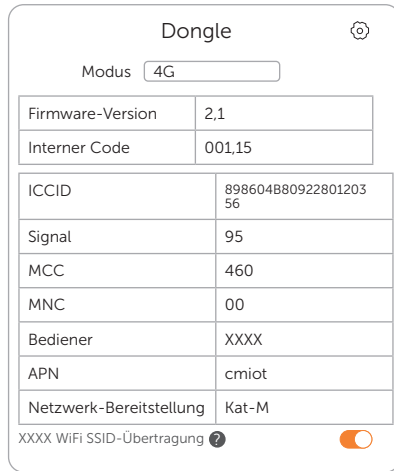 Dongle
Modus 4G
Firmware-Version 2,1
Interner Code 001,15
ICCID 898604B80922801203
56
Signal 95
MCC 460
MNC 00
Bediener XXXX
APN cmiot
Netzwerk-Bereitstellung Kat-M
XXXX WiFi SSID-Übertragung ?